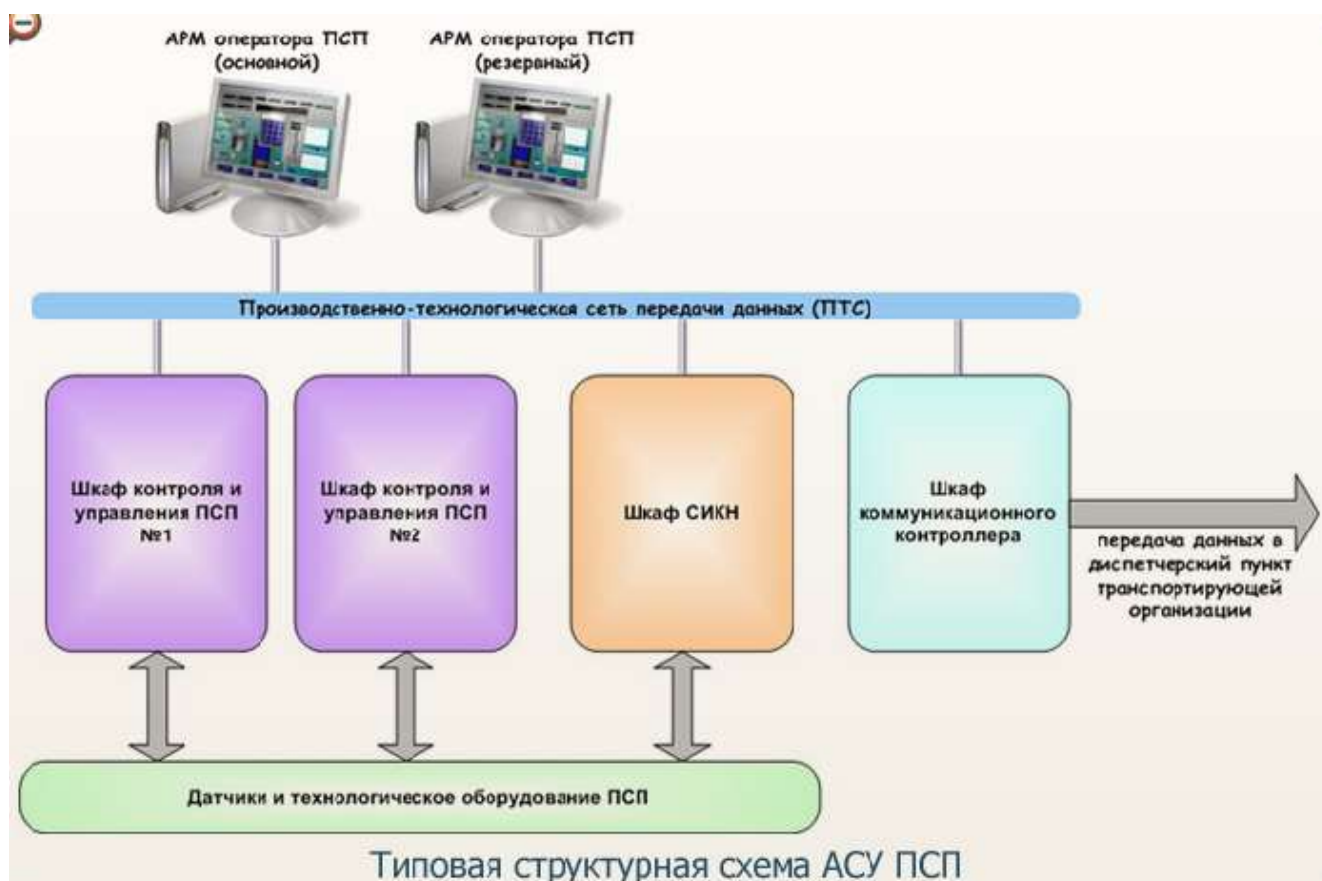 АРМ оператора ПСП
(основной)
АРМ оператора ПСП
(резервный)
Производственно-технологическая сеть передачи данных (ПТС)
Шкаф контроля и
управления ПСП
№1
Шкаф контроля и
управления ПСП
№2
Шкаф СИКН
Шкаф
коммуникационного
контроллера
передача данных в
диспетчерский пункт
транспортирующей
организации
Датчики и технологическое оборудование ПСП
Типовая структурная схема АСУ ПСП